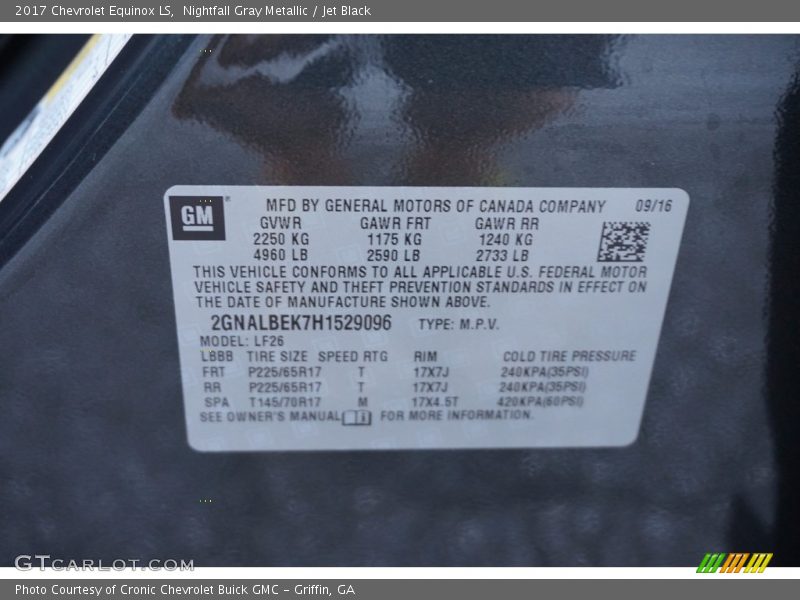 2017 Chevrolet Equinox LS, Nightfall Gray Metallic / Jet Black
GM
MFD BY GENERAL MOTORS OF CANADA COMPANY 09/16
GVWR GAWR FRT GAWR RR
2250 KG 1175 KG 1240 KG
4960 LB 2590 LB 2733 LB
THIS VEHICLE CONFORMS TO ALL APPLICABLE U.S. FEDERAL MOTOR
VEHICLE SAFETY AND THEFT PREVENTION STANDARDS IN EFFECT ON
THE DATE OF MANUFACTURE SHOWN ABOVE.
2GNALBEK7H1529096 TYPE: M.P.V.
MODEL: LF26
LBBB TIRE SIZE SPEED RTG RIM COLD TIRE PRESSURE
FRT P225/65R17 T 17X7J 240KPA(35PSI)
RR P225/65R17 T 17X7J 240KPA(35PSI)
SPA T145/70R17 M 17X4.5T 420KPA(60PSI)
SEE OWNER'S MANUAL FOR MORE INFORMATION.
GTCARLOT.COM
Photo Courtesy of Cronic Chevrolet Buick GMC - Griffin, GA